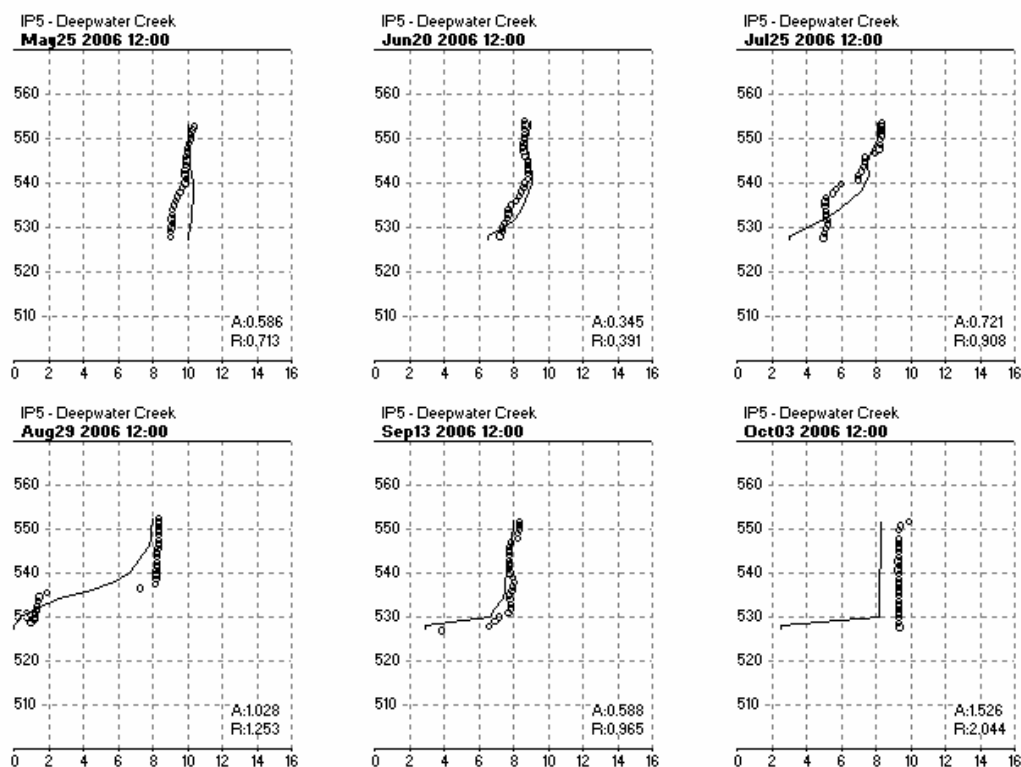 IP5 - Deepwater Creek
May25 2006 12:00
560
550
540
530
520
510
A:0.586
R:0.713
0 2 4 6 8 10 12 14 16
IP5 - Deepwater Creek
Jun20 2006 12:00
560
550
540
530
520
510
A:0.345
R:0.391
0 2 4 6 8 10 12 14 16
IP5 - Deepwater Creek
Jul25 2006 12:00
560
550
540
530
520
510
A:0.721
R:0.908
0 2 4 6 8 10 12 14 16
IP5 - Deepwater Creek
Aug29 2006 12:00
560
550
540
530
520
510
A:1.028
R:1.253
0 2 4 6 8 10 12 14 16
IP5 - Deepwater Creek
Sep13 2006 12:00
560
550
540
530
520
510
A:0.588
R:0.965
0 2 4 6 8 10 12 14 16
IP5 - Deepwater Creek
Oct03 2006 12:00
560
550
540
530
520
510
A:1.526
R:2.044
0 2 4 6 8 10 12 14 16